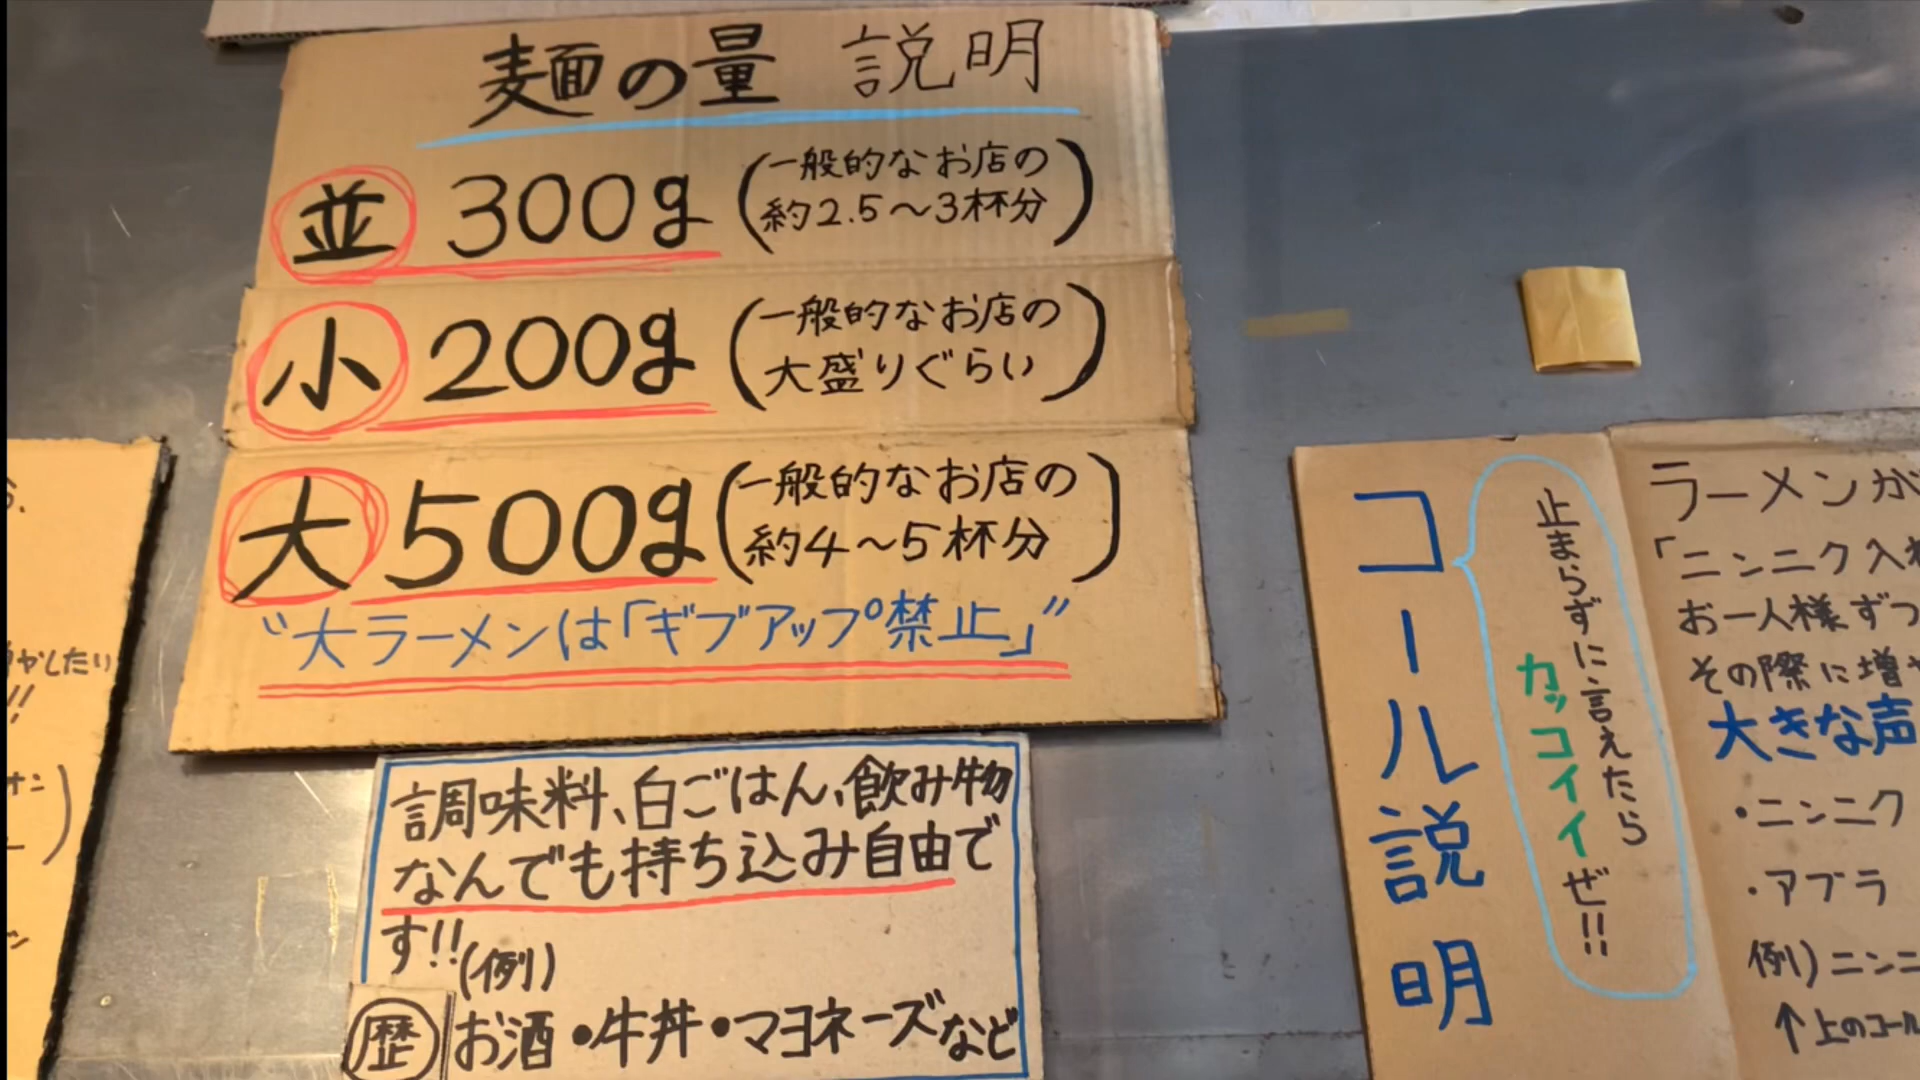 麺の量 説明
並 300g (一般的なお店の
約2.5〜3杯分)
小 200g (一般的なお店の
大盛りぐらい)
大 500g (一般的なお店の
約4〜5杯分)
“大ラーメンは「ギブアップ禁止」”
調味料、白ごはん、飲み物
なんでも持ち込み自由で
す!!(例)
歴 お酒・牛丼・マヨネーズなど
コール説明
止まらずに言えたら
カッコイイぜ!!
ラーメンが
「ニンニク入れ
お一人様ずつ
その際に増や
大きな声
・ニンニク
・アブラ
例)ニンニ
↑上のコール
やしたい
!!